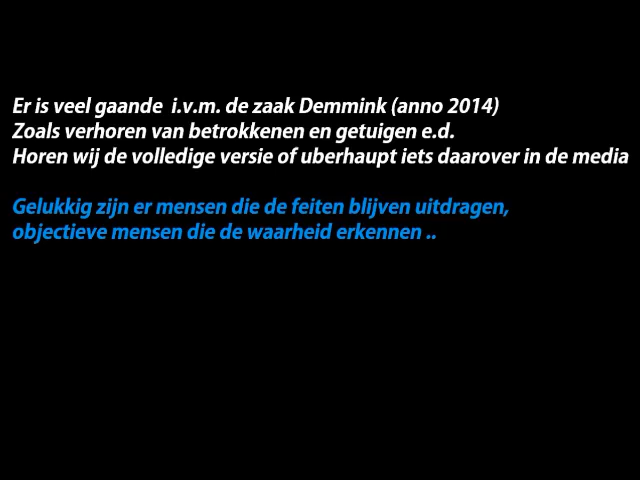 Er is veel gaande i.v.m. de zaak Demmink (anno 2014)
Zoals verhoren van betrokkenen en getuigen e.d.
Horen wij de volledige versie of uberhaupt iets daarover in de media
Gelukkig zijn er mensen die de feiten blijven uitdragen,
objectieve mensen die de waarheid erkennen ..